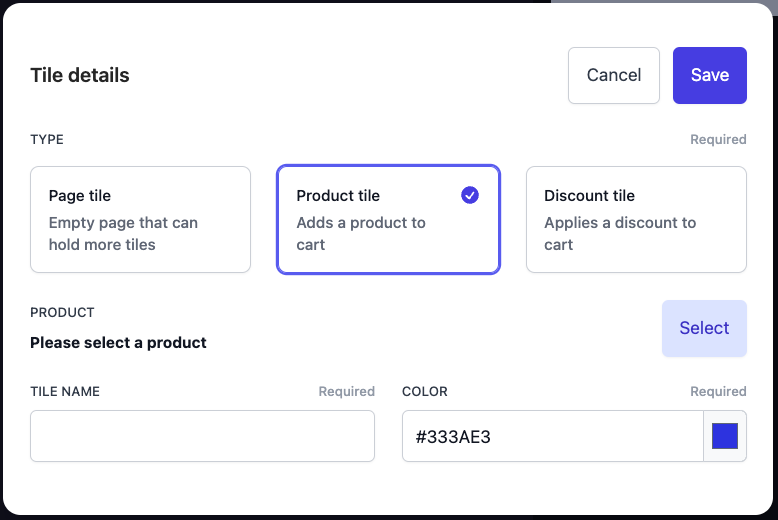 Tile details
Cancel
Save
TYPE
Required
Page tile
Empty page that can
hold more tiles
Product tile
Adds a product to
cart
Discount tile
Applies a discount to
cart
PRODUCT
Please select a product
Select
TILE NAME
Required
COLOR
Required
#333AE3